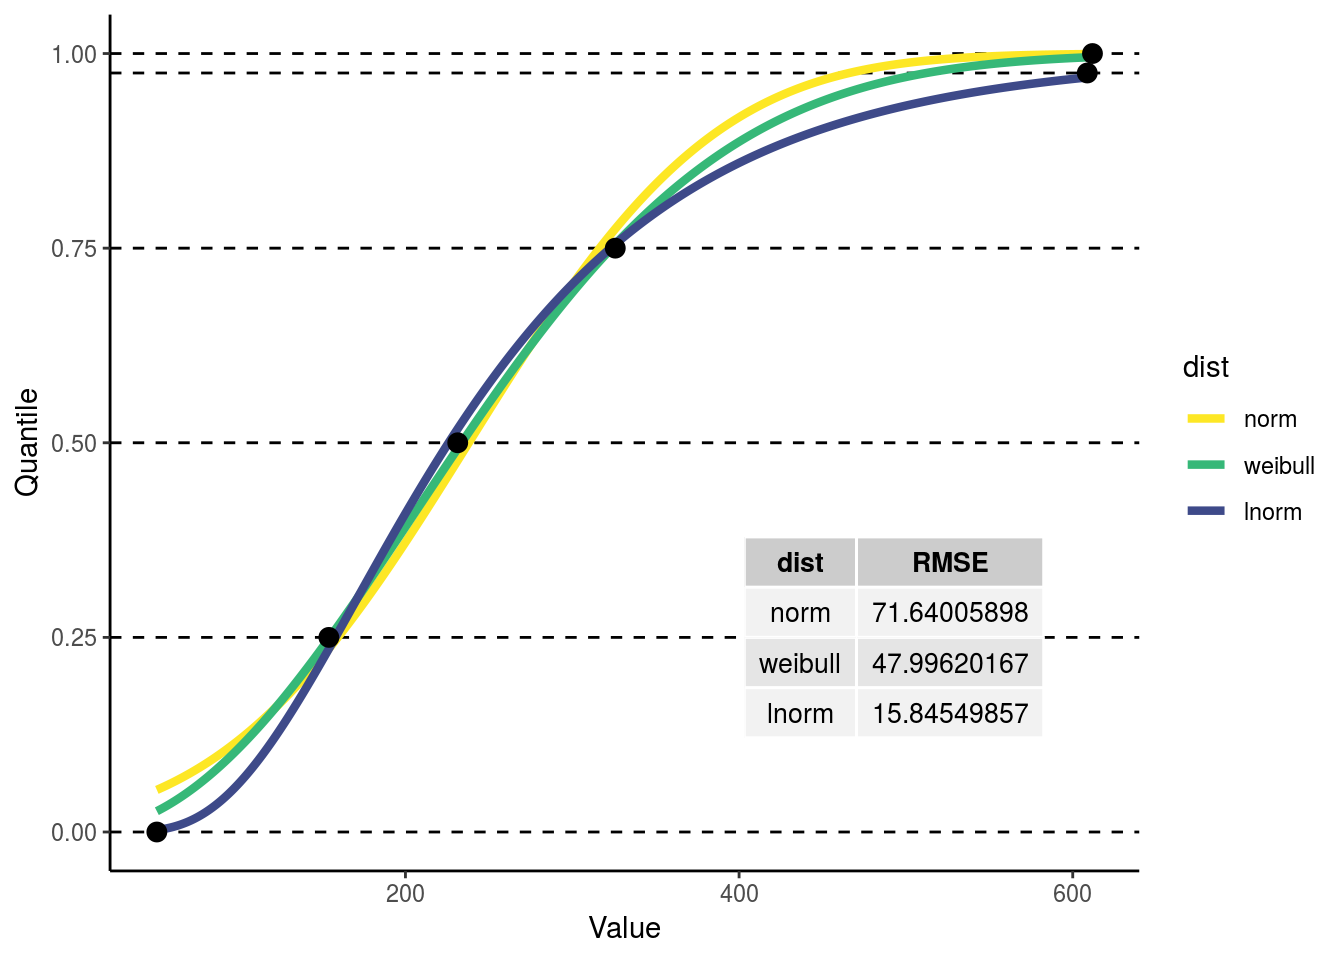 1.00
0.75
0.50
0.25
0.00
Quantile
200
400
600
Value
dist
norm
weibull
lnorm
dist RMSE
norm 71.64005898
weibull 47.99620167
lnorm 15.84549857